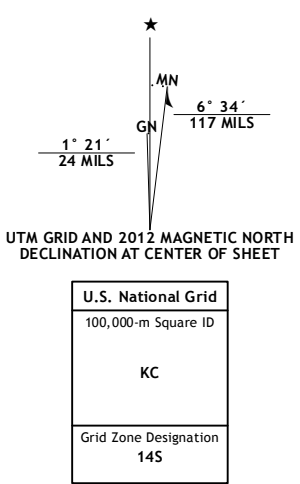 ★
MN
GN
6° 34´
117 MILS
1° 21´
24 MILS
UTM GRID AND 2012 MAGNETIC NORTH
DECLINATION AT CENTER OF SHEET
U.S. National Grid
100,000-m Square ID
KC
Grid Zone Designation
14S